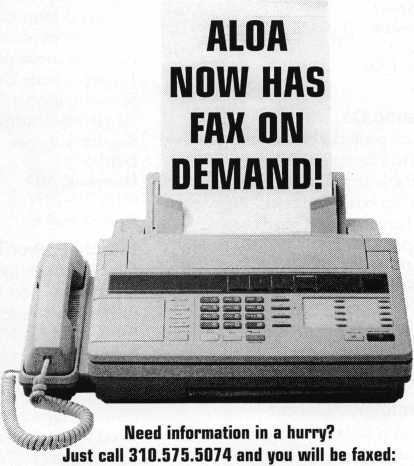 ALOA
NOW HAS
FAX ON
DEMAND!
Need information in a hurry?
Just call 310.575.5074 and you will be faxed: